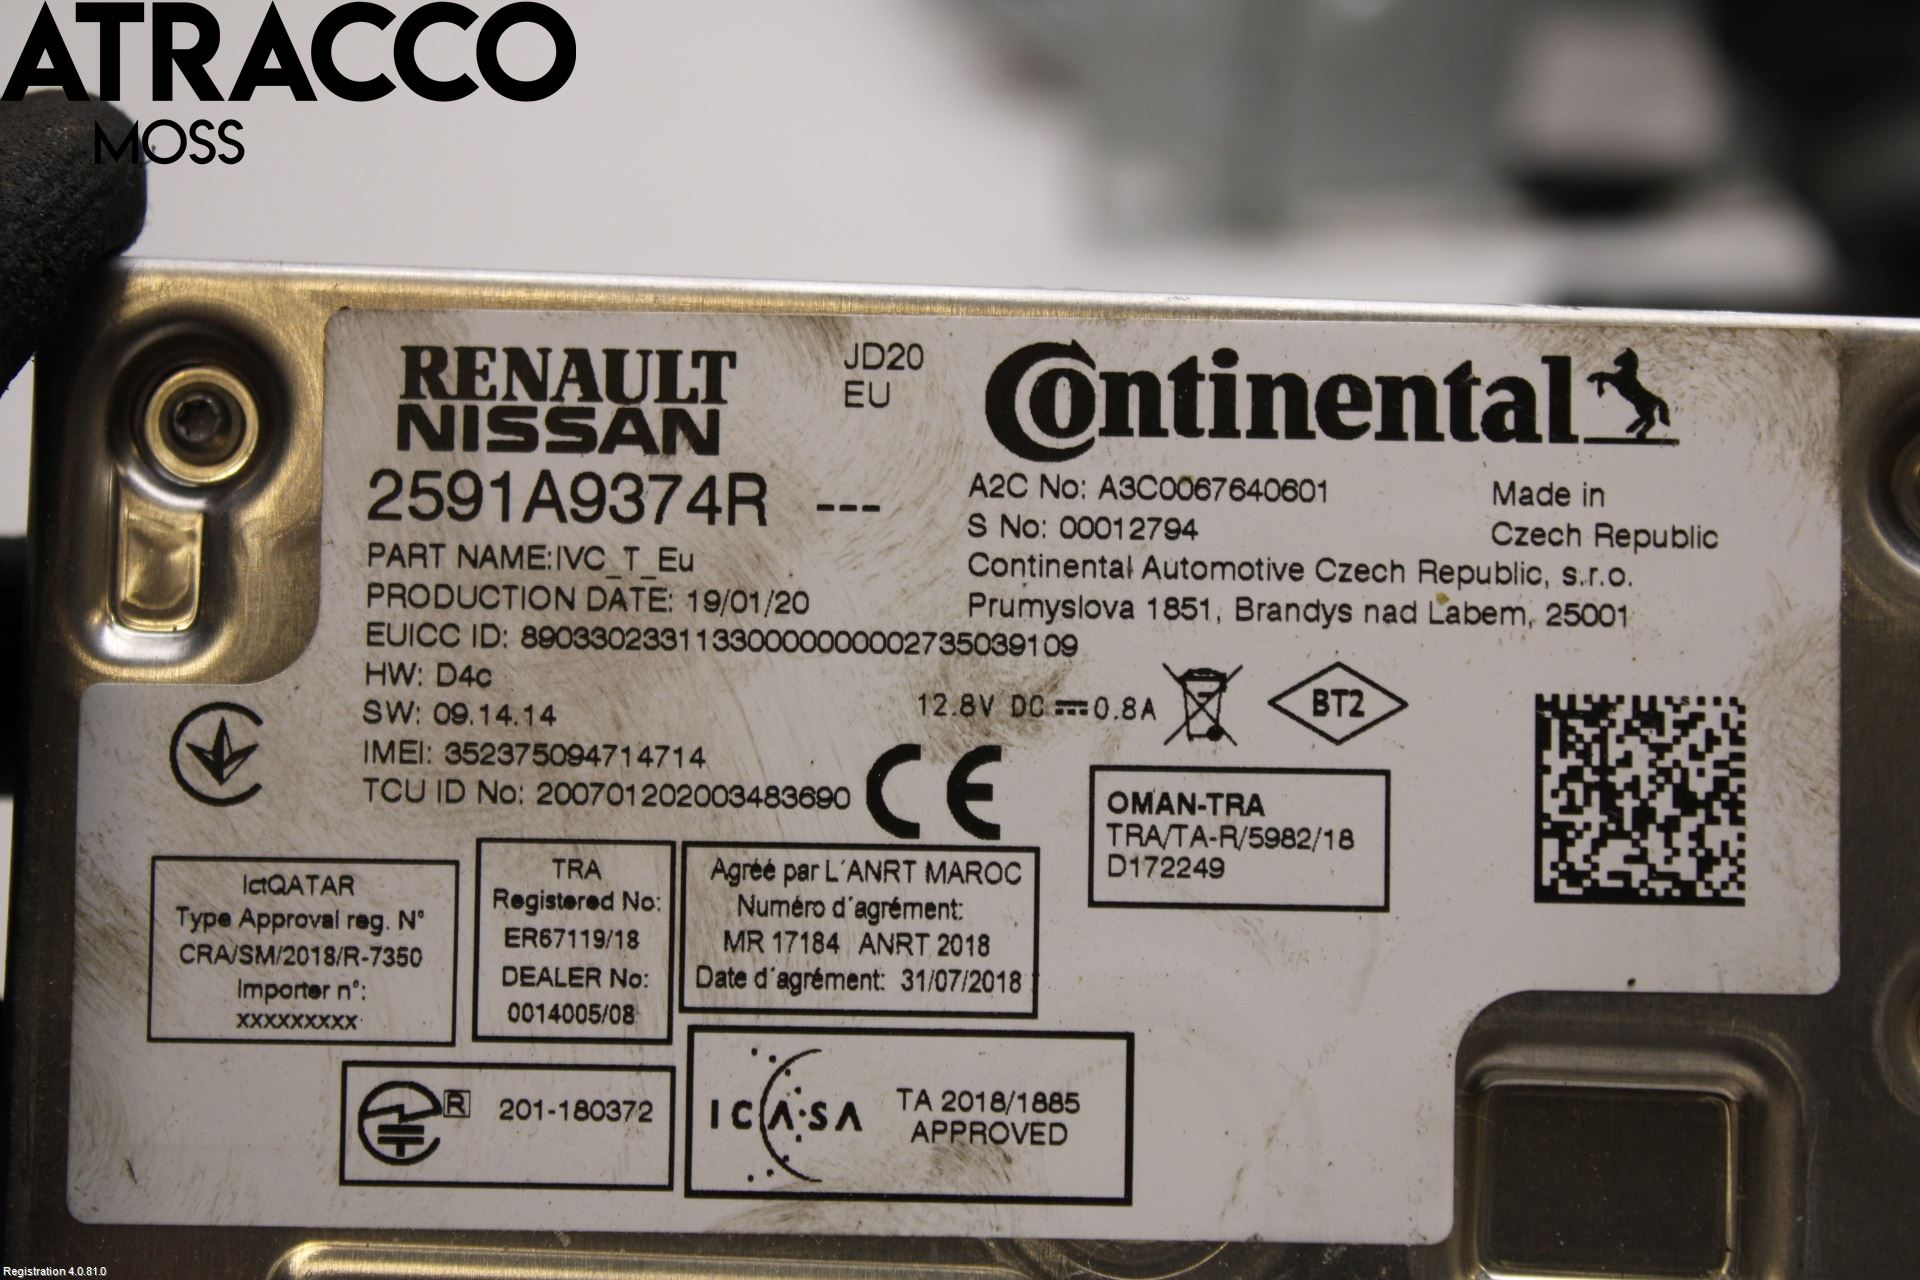 ATRACCO
MOSS
RENAULT
NISSAN
JD20
EU
Continental
2591A9374R ---
A2C No: A3C0067640601
S No: 00012794
Made in
Czech Republic
Continental Automotive Czech Republic, s.r.o.
Prumyslova 1851, Brandys nad Labem, 25001
PART NAME:IVC_T_Eu
PRODUCTION DATE: 19/01/20
EUICC ID: 89033023311330000000002735039109
HW: D4c
SW: 09.14.14
IMEI: 352375094714714
TCU ID No: 200701202003483690
12.8V DC 0.8A
BT2
CE
OMAN-TRA
TRA/TA-R/5982/18
D172249
IctQATAR
Type Approval reg. N°
CRA/SM/2018/R-7350
Importer n°:
xxxxxxxxx
TRA
Registered No:
ER67119/18
DEALER No:
0014005/08
Agréé par L´ANRT MAROC
Numéro d´agrément:
MR 17184 ANRT 2018
Date d´agrément: 31/07/2018
R 201-180372
ICASA
TA 2018/1885
APPROVED
Registration 4.0.81.0